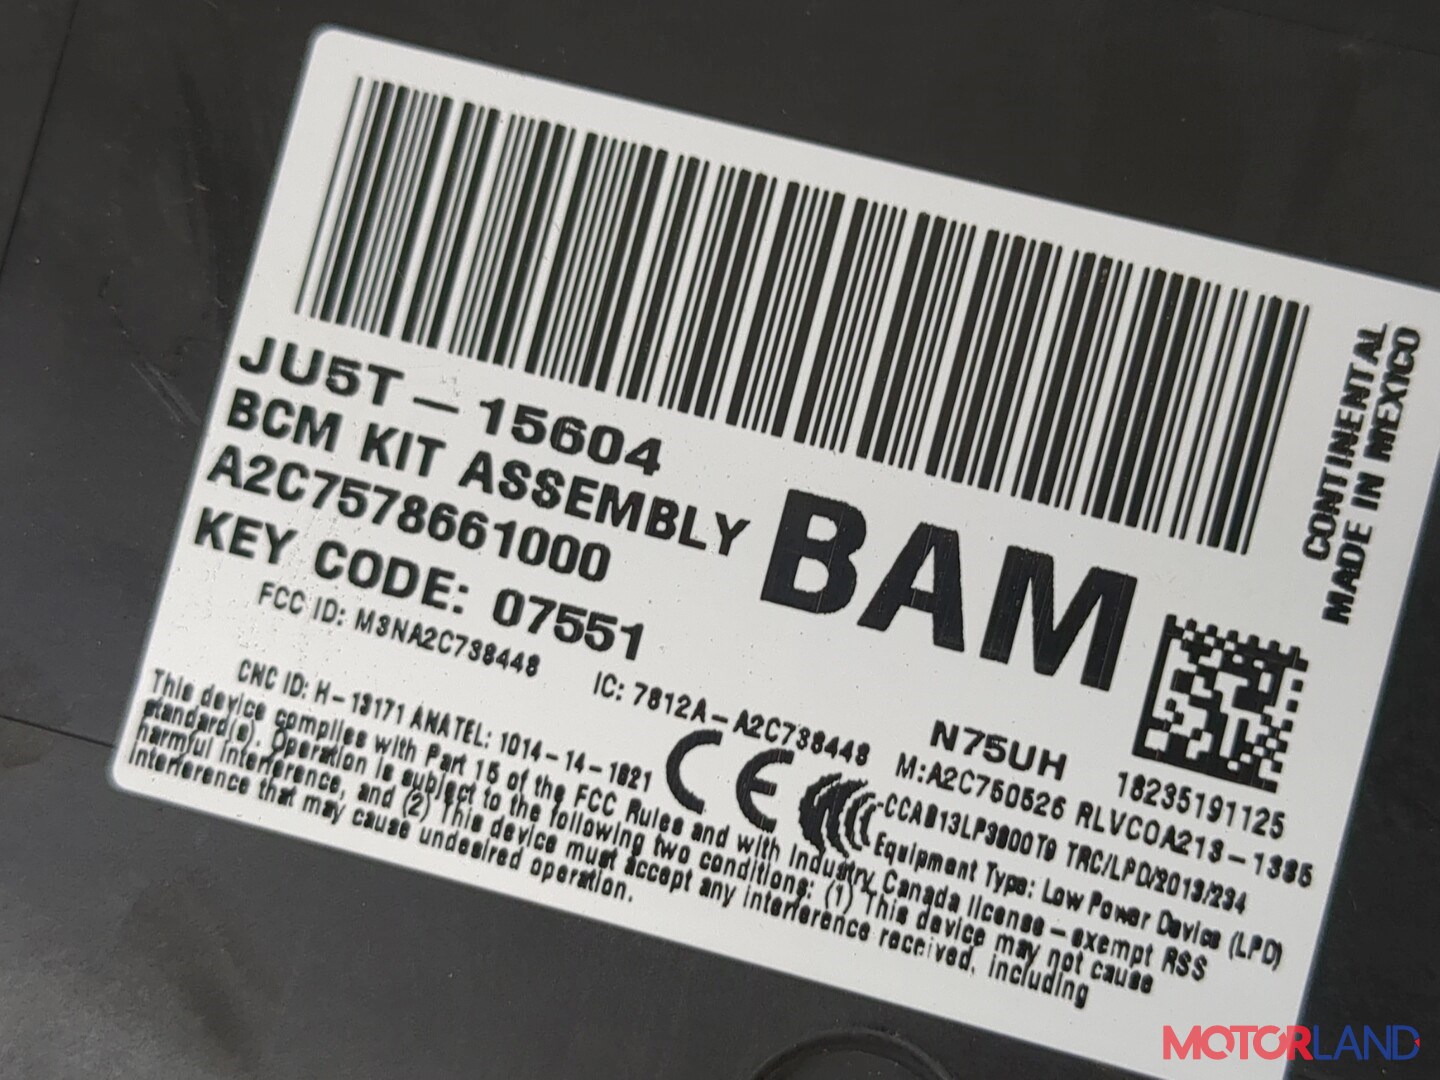 CONTINENTAL
MADE IN MEXICO
JU5T – 15604
BCM KIT ASSEMBLY
A2C7578661000
KEY CODE: 07551
BAM
FCC ID: M3NA2C738448
IC: 7812A – A2C738448
N75UH
18235191125
CNC ID: H – 13171 ANATEL: 1014 – 14 – 1821
M:A2C750526 RLVCOA213 – 1385
CE
TRC/LPD/2013/234
Equipment Type: Low Power Device (LPD)
This device complies with Part 15 of the FCC Rules and with Industry Canada license – exempt RSS
standard(s). Operation is subject to the following two conditions: (1) This device may not cause
harmful interference, and (2) This device must accept any interference received, including
interference that may cause undesired operation.
MOTORLAND